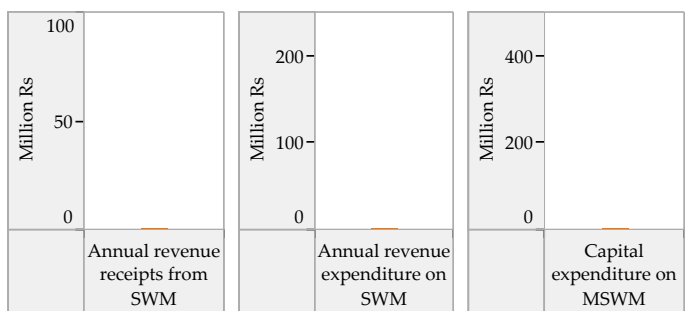 Million Rs
100
50
0
Annual revenue
receipts from
SWM
Million Rs
200
100
0
Annual revenue
expenditure on
SWM
Million Rs
400
200
0
Capital
expenditure on
MSWM